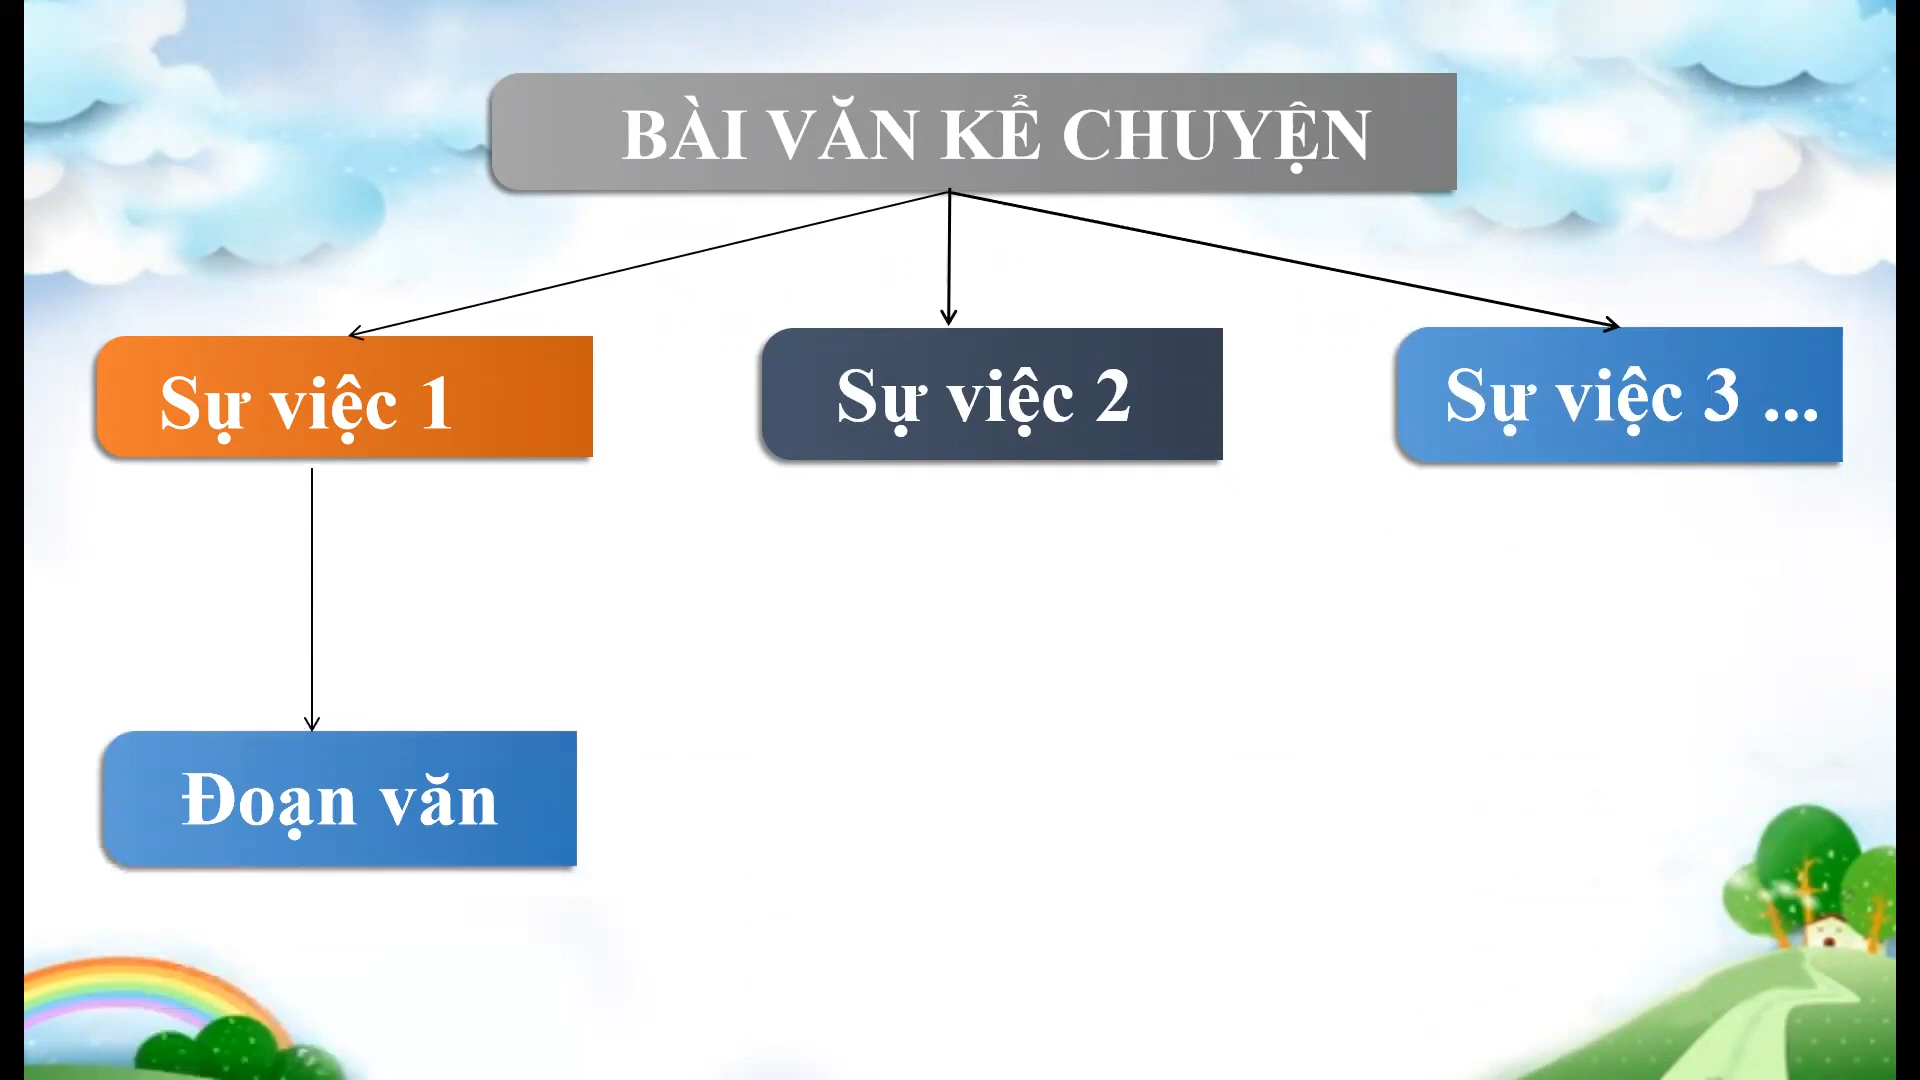 BÀI VĂN KỂ CHUYỆN
Sự việc 1
Sự việc 2
Sự việc 3 ...
Đoạn văn